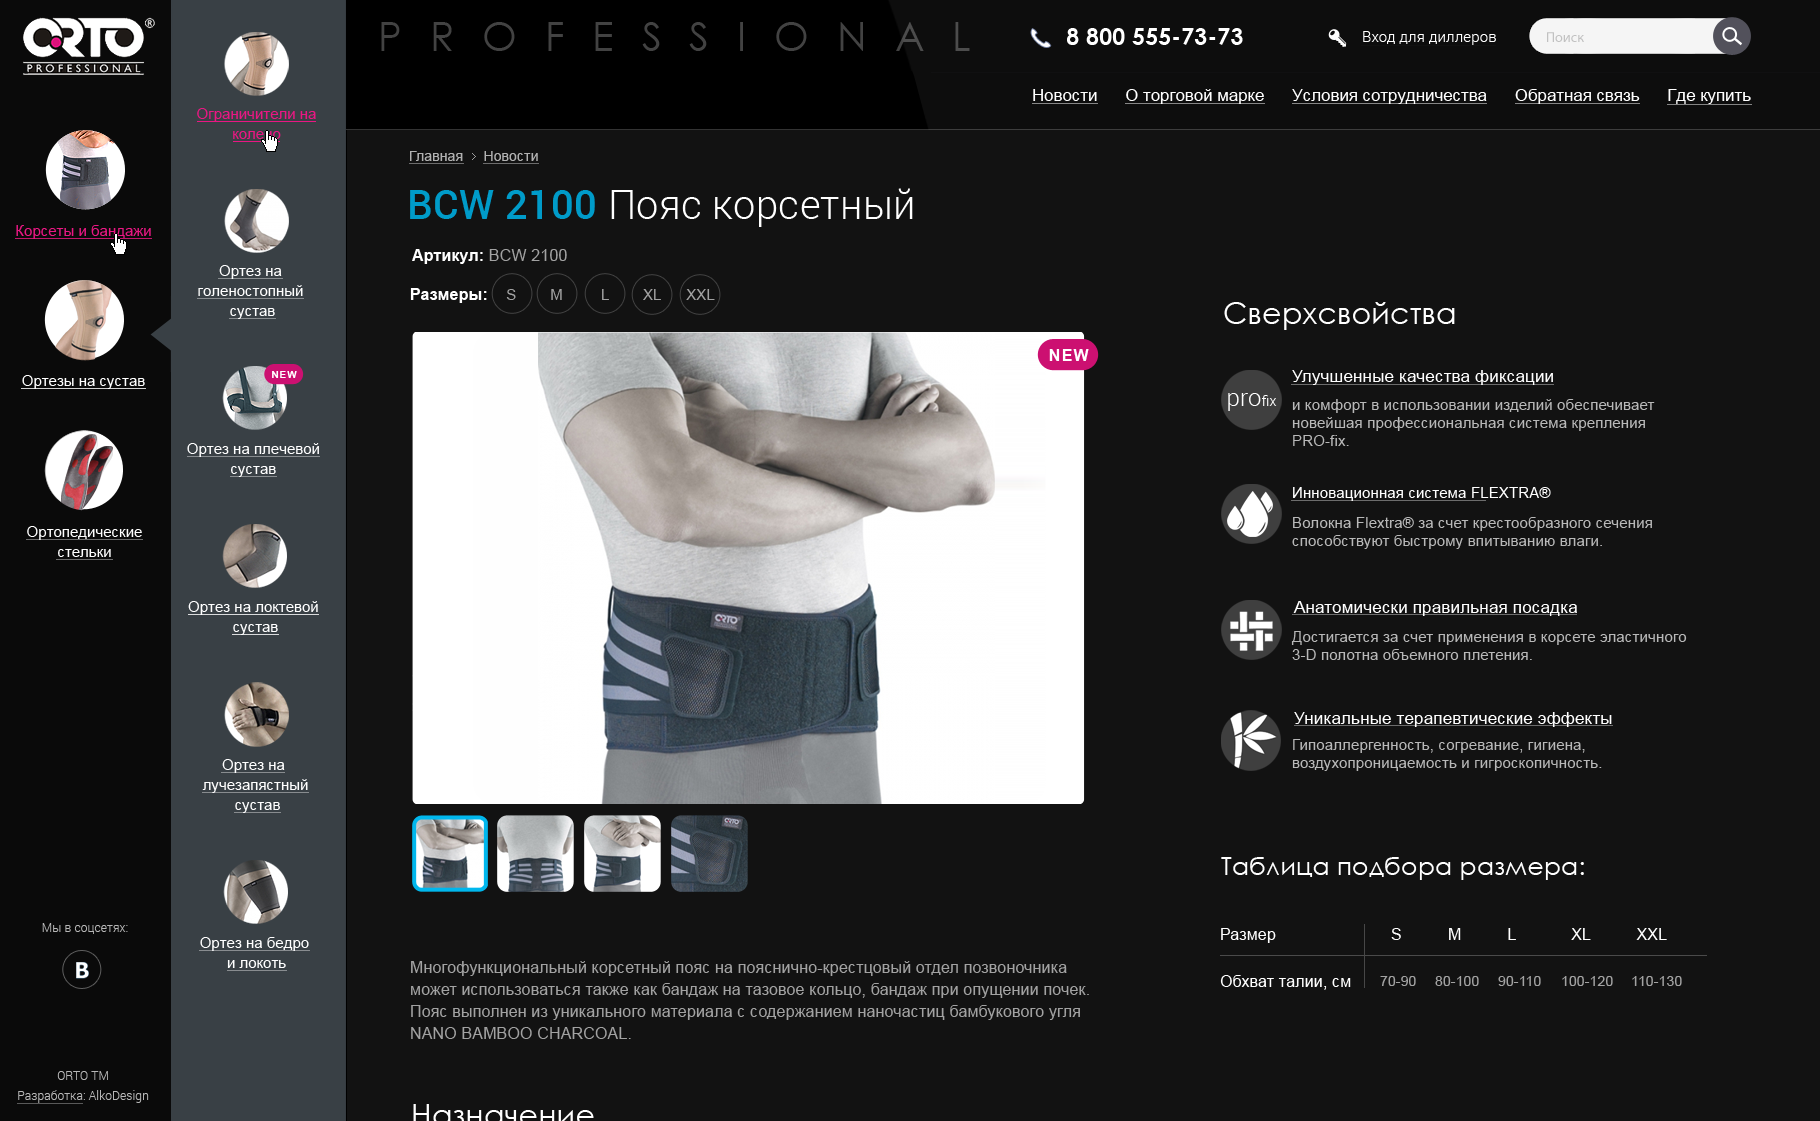 ORTO®
PROFESSIONAL
Корсеты и бандажи
Ортезы на сустав
Ортопедические
стельки
Мы в соцсетях:
B
ORTO TM
Разработка: AlkoDesign
Ограничители на
колено
Ортез на
голеностопный
сустав
NEW
Ортез на плечевой
сустав
Ортез на локтевой
сустав
Ортез на
лучезапястный
сустав
Ортез на бедро
и локоть
PROFESSIONAL
8 800 555-73-73
Вход для диллеров
Поиск
Новости
О торговой марке
Условия сотрудничества
Обратная связь
Где купить
Главная > Новости
BCW 2100 Пояс корсетный
Артикул: BCW 2100
Размеры: S M L XL XXL
NEW
ORTO
Многофункциональный корсетный пояс на пояснично-крестцовый отдел позвоночника
может использоваться также как бандаж на тазовое кольцо, бандаж при опущении почек.
Пояс выполнен из уникального материала с содержанием наночастиц бамбукового угля
NANO BAMBOO CHARCOAL.
Назначение
Сверхсвойства
PROfix
Улучшенные качества фиксации
и комфорт в использовании изделий обеспечивает
новейшая профессиональная система крепления
PRO-fix.
Инновационная система FLEXTRA®
Волокна Flextra® за счет крестообразного сечения
способствуют быстрому впитыванию влаги.
Анатомически правильная посадка
Достигается за счет применения в корсете эластичного
3-D полотна объемного плетения.
Уникальные терапевтические эффекты
Гипоаллергенность, согревание, гигиена,
воздухопроницаемость и гигроскопичность.
Таблица подбора размера:
Размер S M L XL XXL
Обхват талии, см 70-90 80-100 90-110 100-120 110-130